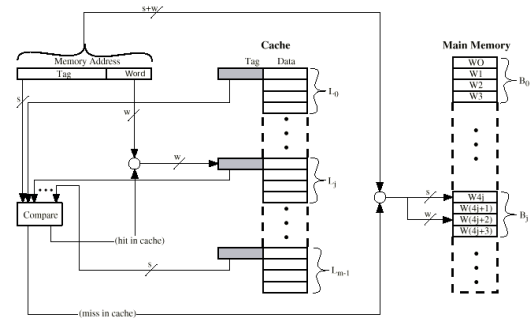 s+w
Memory Address
Tag Word
Cache
Tag Data
Main Memory
W0
W1
W2
W3
B0
L0
s
w
w
Lj
Compare
(hit in cache)
s
w
W4j
W(4j+1)
W(4j+2)
W(4j+3)
Bj
s
Lm-1
(miss in cache)